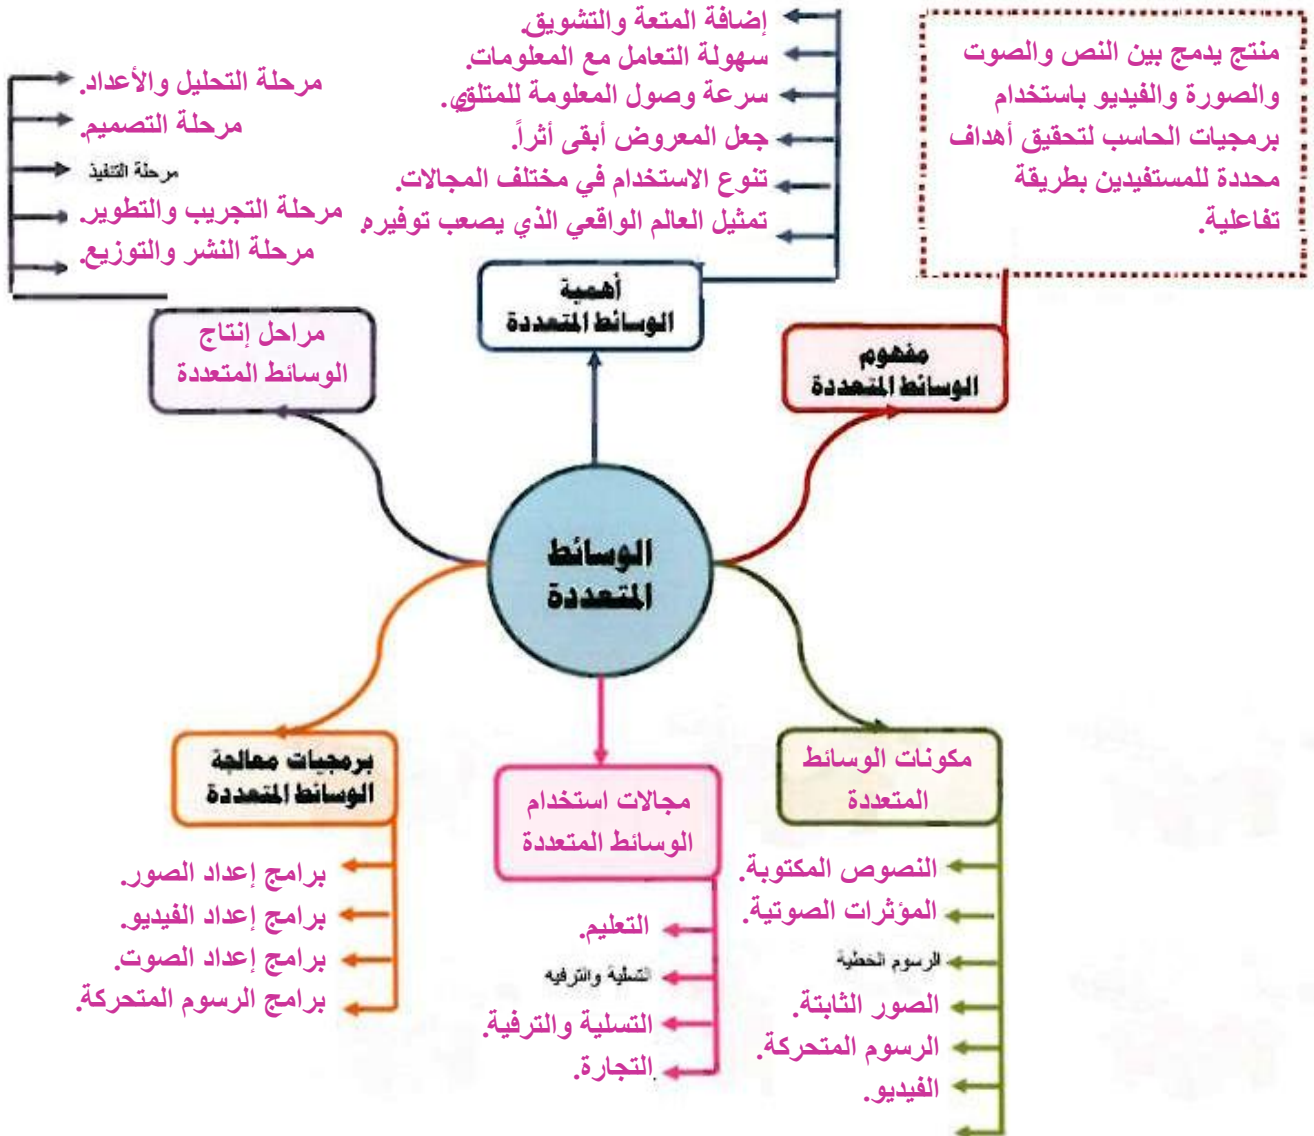 منتج يدمج بين النص والصوت
والصورة والفيديو باستخدام
برمجيات الحاسب لتحقيق أهداف
محددة للمستفيدين بطريقة
تفاعلية.
مفهوم
الوسائط المتعددة
إضافة المتعة والتشويق.
سهولة التعامل مع المعلومات.
سرعة وصول المعلومة للمتلقي.
جعل المعروض أبقى أثراً.
تنوع الاستخدام في مختلف المجالات.
تمثيل العالم الواقعي الذي يصعب توفيره.
أهمية
الوسائط المتعددة
مرحلة التحليل والأعداد.
مرحلة التصميم.
مرحلة التنفيذ
مرحلة التجريب والتطوير.
مرحلة النشر والتوزيع.
مراحل إنتاج
الوسائط المتعددة
الوسائط
المتعددة
مكونات الوسائط
المتعددة
النصوص المكتوبة.
المؤثرات الصوتية.
الرسوم الخطية
الصور الثابتة.
الرسوم المتحركة.
الفيديو.
مجالات استخدام
الوسائط المتعددة
التعليم.
التسلية والترفيه
التسلية والترفية.
التجارة.
برمجيات معالجة
الوسائط المتعددة
برامج إعداد الصور.
برامج إعداد الفيديو.
برامج إعداد الصوت.
برامج الرسوم المتحركة.